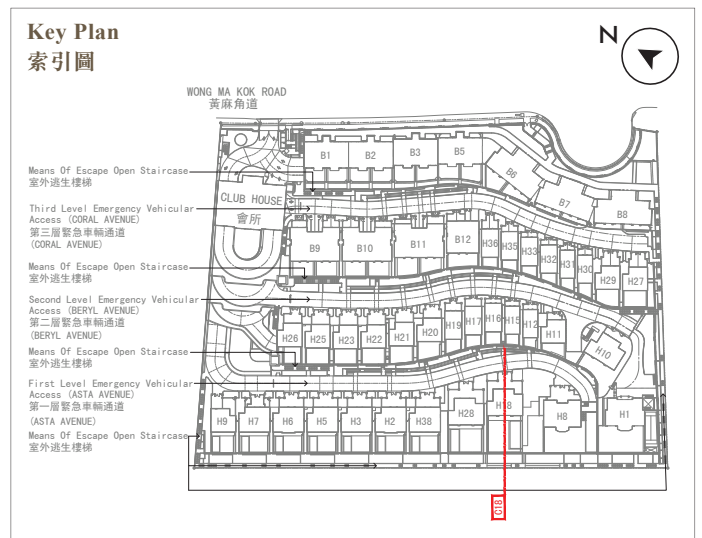 Key Plan
索引圖
N
WONG MA KOK ROAD
黃麻角道
B1 B2 B3 B5
B6 B7 B8
Means Of Escape Open Staircase
室外逃生樓梯
CLUB HOUSE
會所
Third Level Emergency Vehicular
Access (CORAL AVENUE)
第三層緊急車輛通道
(CORAL AVENUE)
B9 B10 B11 B12 H36 H35 H33 H32 H31 H30 H29 H27
Means Of Escape Open Staircase
室外逃生樓梯
Second Level Emergency Vehicular
Access (BERYL AVENUE)
第二層緊急車輛通道
(BERYL AVENUE)
H26 H25 H23 H22 H21 H20 H19 H17 H16 H15 H12 H11 H10
Means Of Escape Open Staircase
室外逃生樓梯
First Level Emergency Vehicular
Access (ASTA AVENUE)
第一層緊急車輛通道
(ASTA AVENUE)
H9 H7 H6 H5 H3 H2 H38 H28 H18 H8 H1
Means Of Escape Open Staircase
室外逃生樓梯
C18